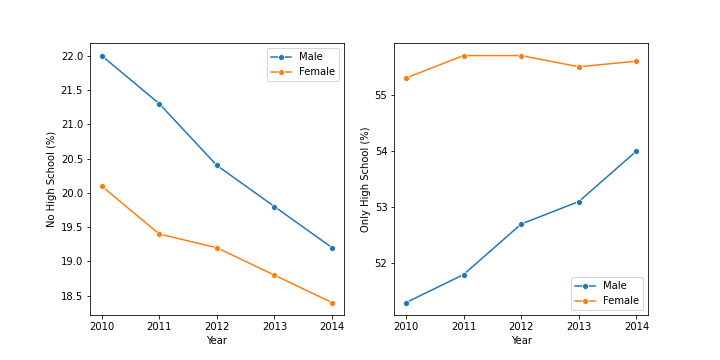 No High School (%)
22.0
21.5
21.0
20.5
20.0
19.5
19.0
18.5
2010 2011 2012 2013 2014
Year
Male
Female
Only High School (%)
55
54
53
52
2010 2011 2012 2013 2014
Year
Male
Female